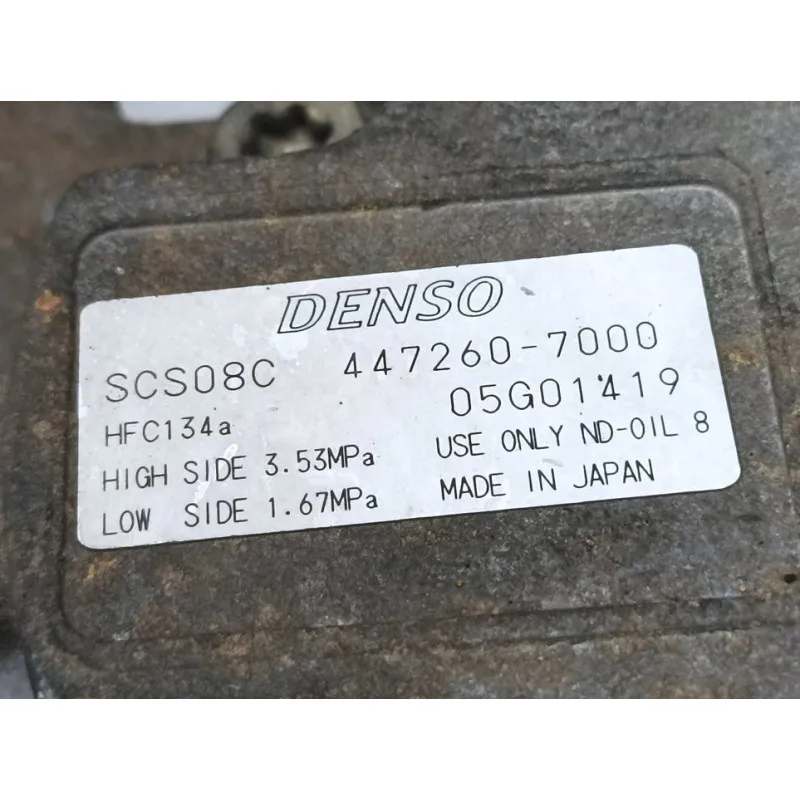 DENSO
SCS08C 447260-7000
HFC134a 05G01419
HIGH SIDE 3.53MPa USE ONLY ND-OIL 8
LOW SIDE 1.67MPa MADE IN JAPAN